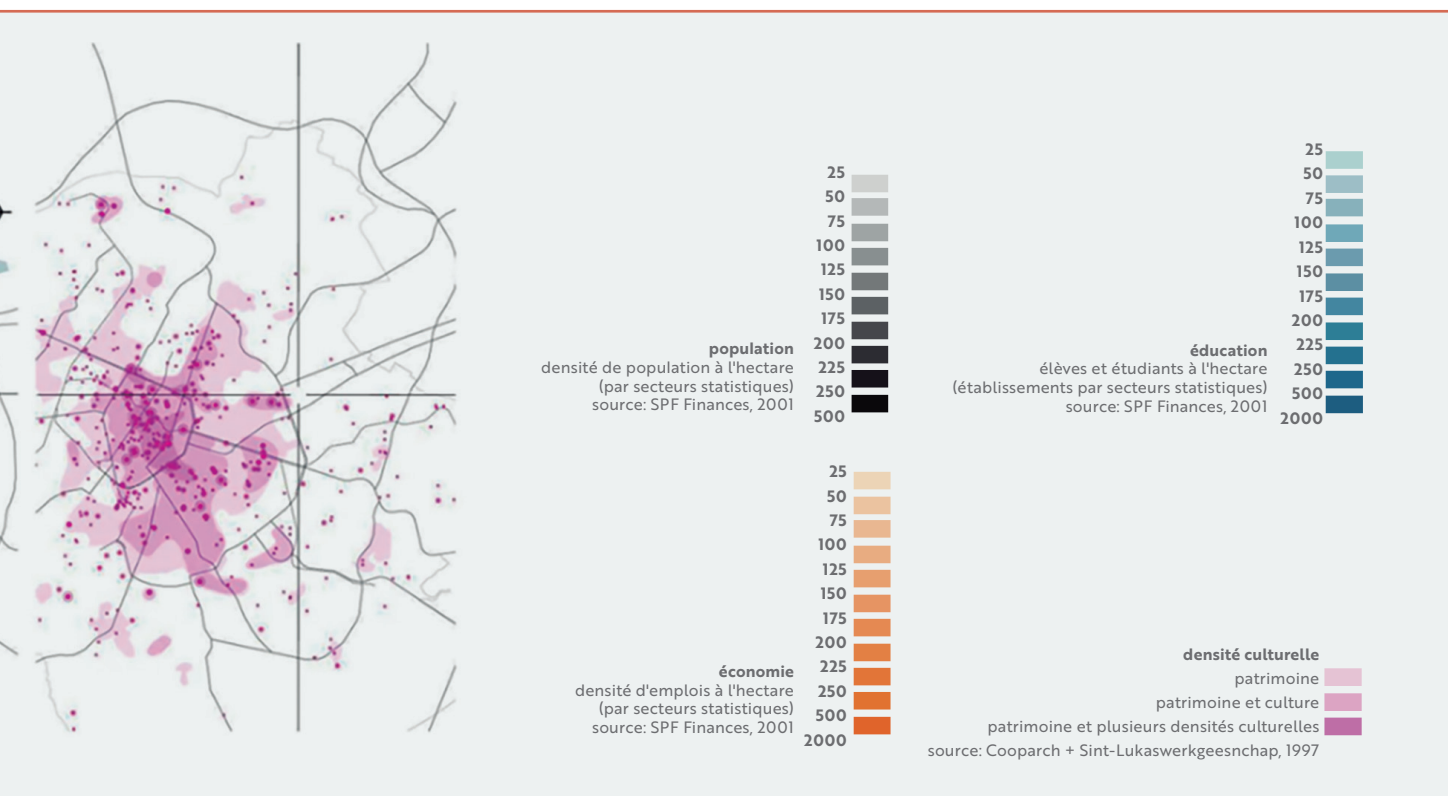 25
50
75
100
125
150
175
200
225
250
500
population
densité de population à l'hectare
(par secteurs statistiques)
source: SPF Finances, 2001
25
50
75
100
125
150
175
200
225
250
500
2000
éducation
élèves et étudiants à l'hectare
(établissements par secteurs statistiques)
source: SPF Finances, 2001
25
50
75
100
125
150
175
200
225
250
500
2000
économie
densité d'emplois à l'hectare
(par secteurs statistiques)
source: SPF Finances, 2001
densité culturelle
patrimoine
patrimoine et culture
patrimoine et plusieurs densités culturelles
source: Cooparch + Sint-Lukaswerkgeesnchap, 1997